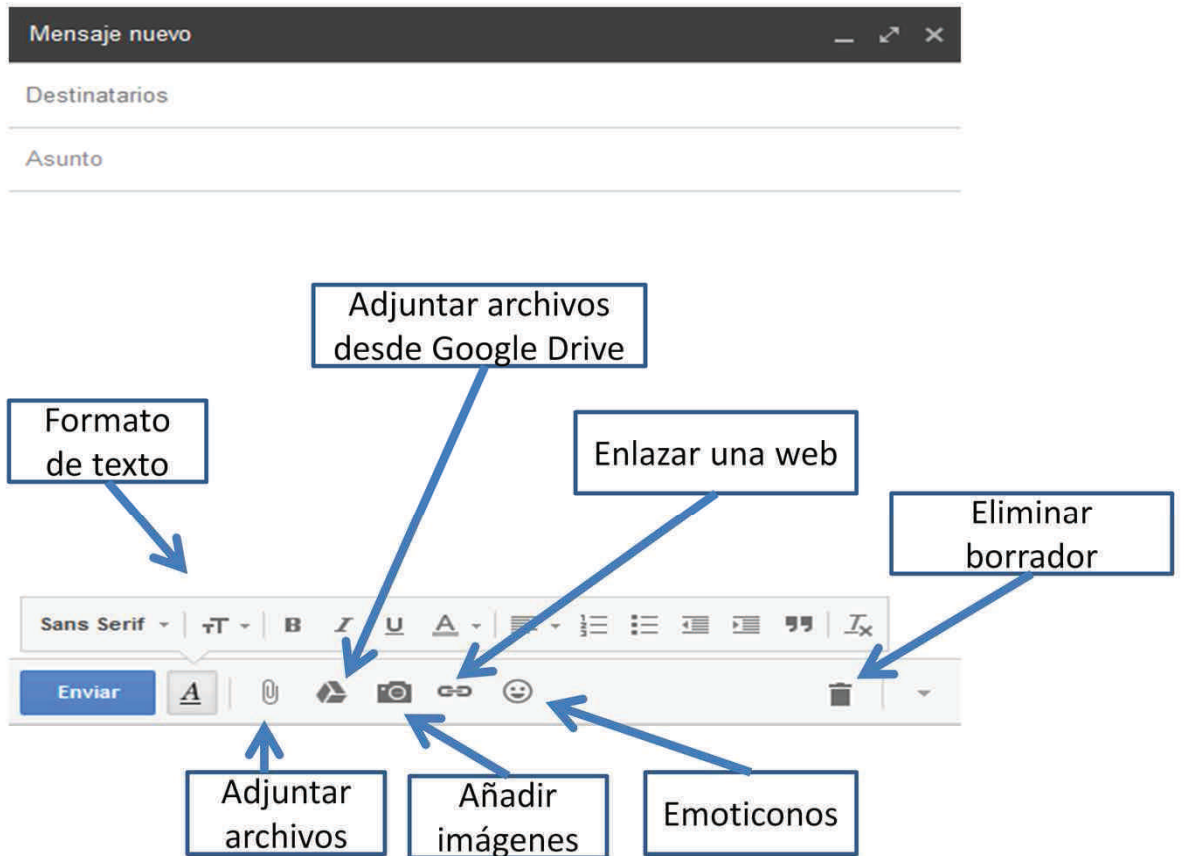 Mensaje nuevo
Destinatarios
Asunto
Adjuntar archivos
desde Google Drive
Formato
de texto
Enlazar una web
Eliminar
borrador
Sans Serif
Enviar
Adjuntar
archivos
Añadir
imágenes
Emoticonos